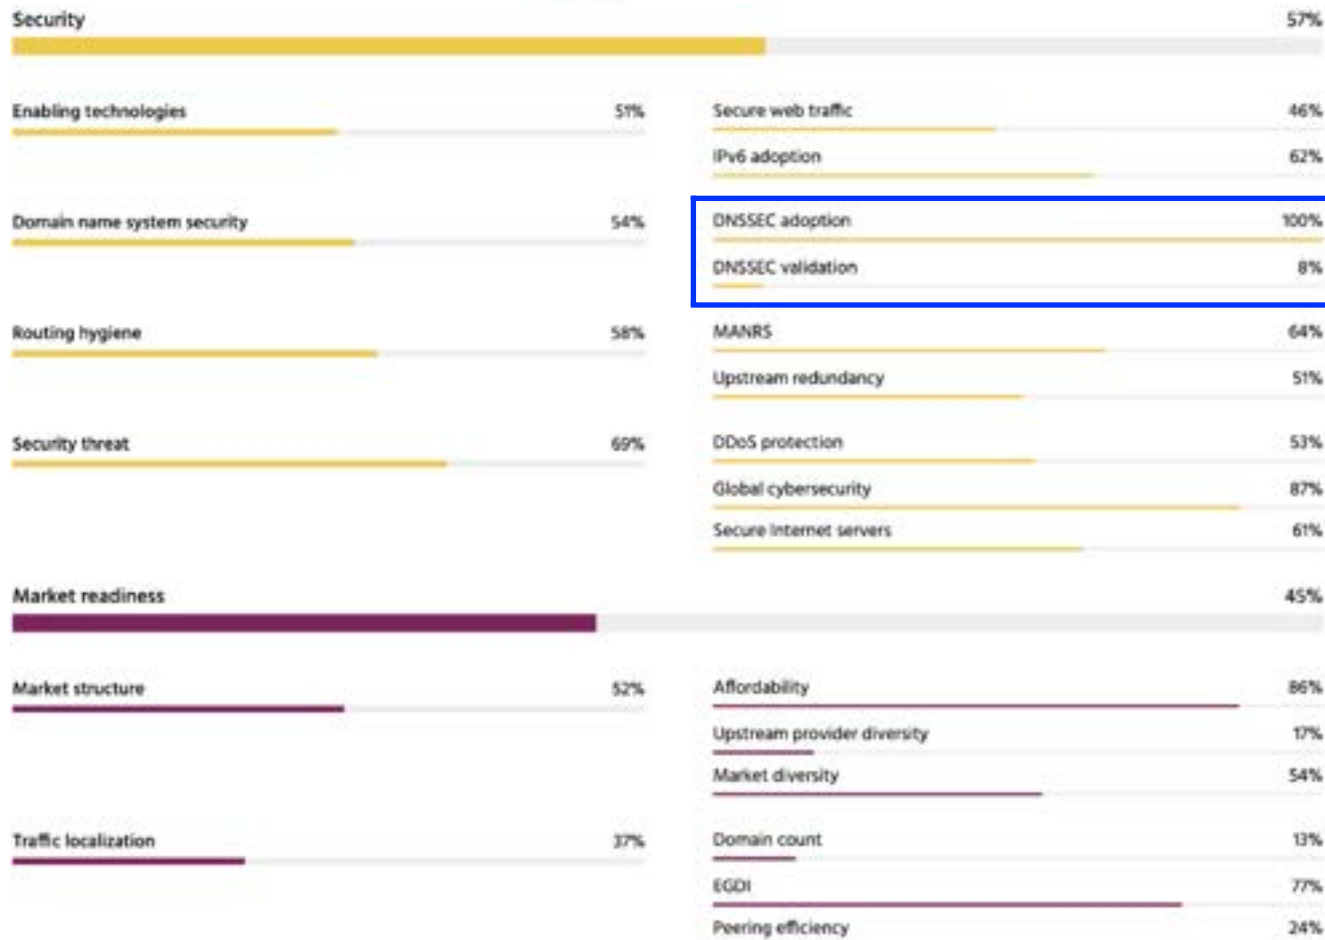 Security 57%
Enabling technologies 51%
Secure web traffic 46%
IPv6 adoption 62%
Domain name system security 54%
DNSSEC adoption 100%
DNSSEC validation 8%
Routing hygiene 58%
MANRS 64%
Upstream redundancy 51%
Security threat 69%
DDoS protection 53%
Global cybersecurity 87%
Secure Internet servers 61%
Market readiness 45%
Market structure 52%
Affordability 86%
Upstream provider diversity 17%
Market diversity 54%
Traffic localization 37%
Domain count 13%
EGDI 77%
Peering efficiency 24%